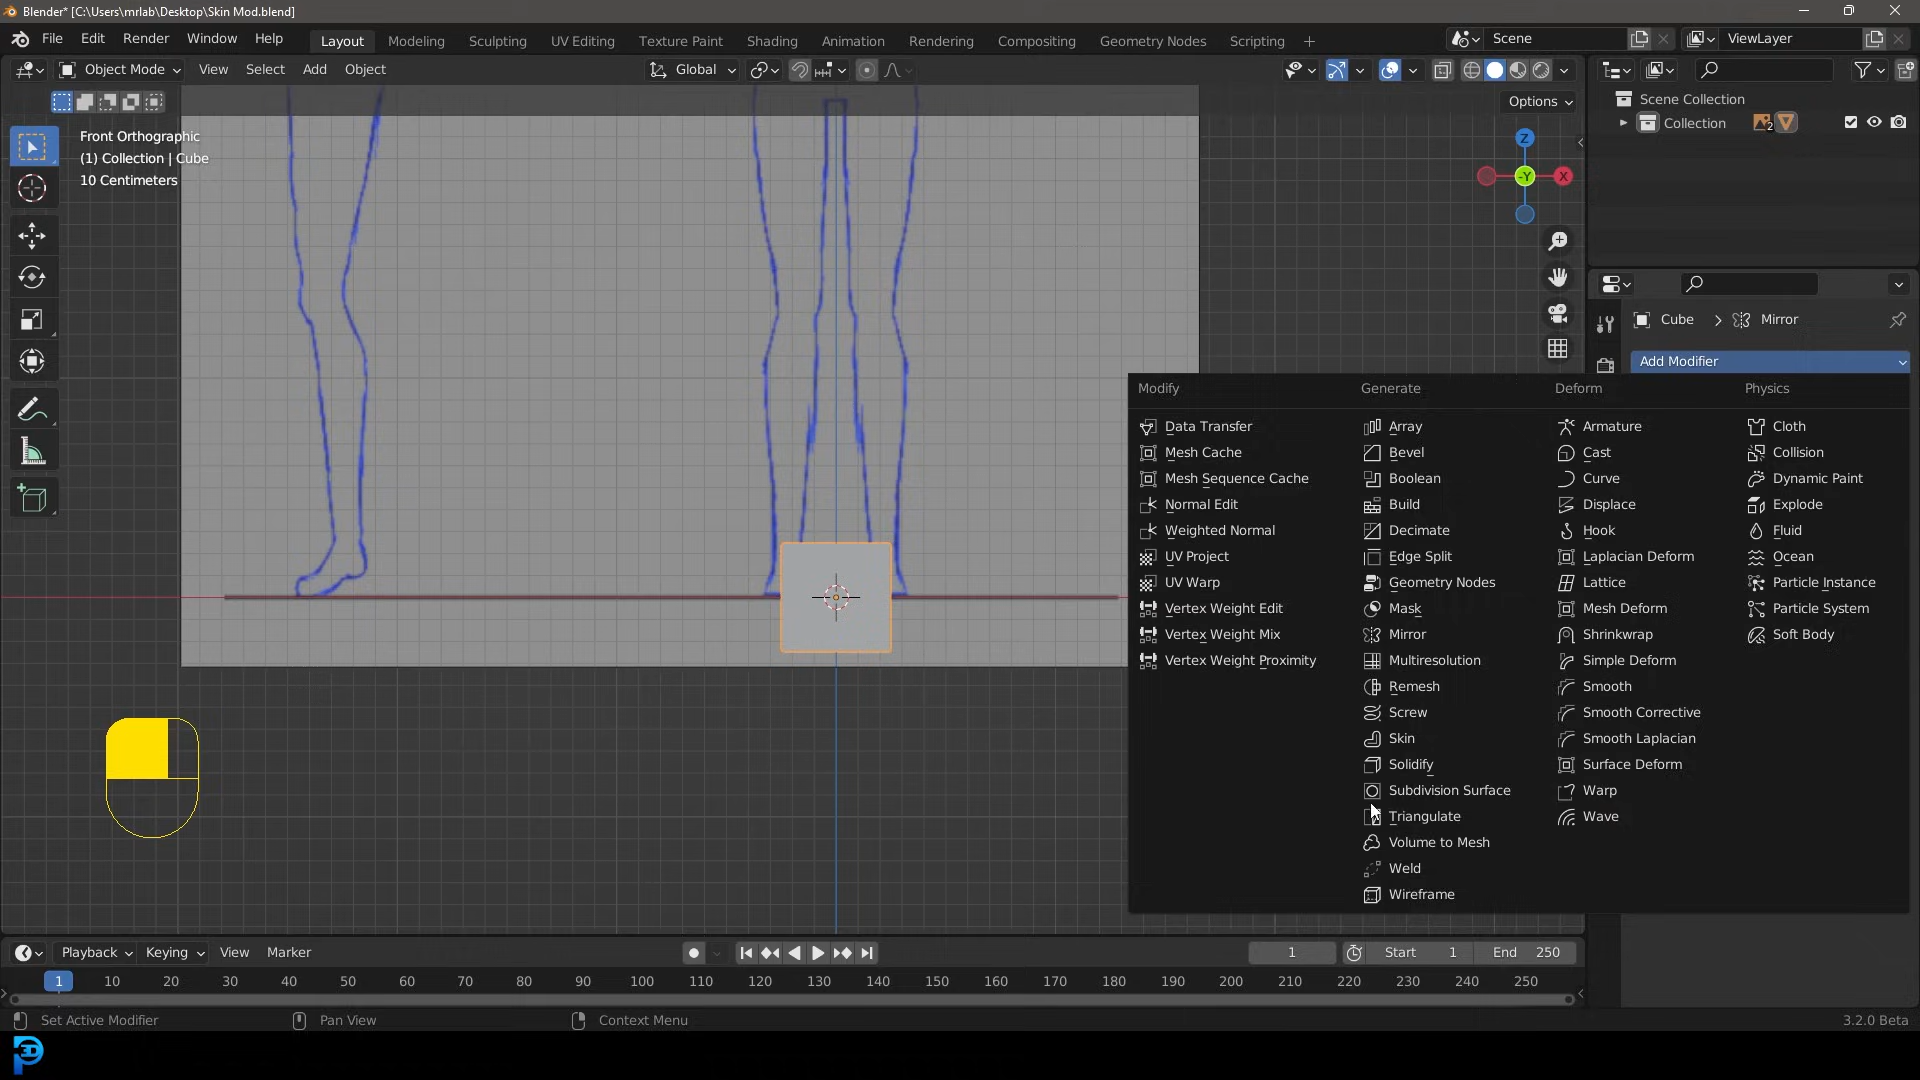 Blender* [C:\Users\mrlab\Desktop\Skin Mod.blend]
File Edit Render Window Help Layout Modeling Sculpting UV Editing Texture Paint Shading Animation Rendering Compositing Geometry Nodes Scripting + Scene ViewLayer
Object Mode View Select Add Object Global
Options
Front Orthographic
(1) Collection | Cube
10 Centimeters
Z
-Y
X
Scene Collection
Collection 2
Cube > Mirror
Add Modifier
Modify
Data Transfer
Mesh Cache
Mesh Sequence Cache
Normal Edit
Weighted Normal
UV Project
UV Warp
Vertex Weight Edit
Vertex Weight Mix
Vertex Weight Proximity
Generate
Array
Bevel
Boolean
Build
Decimate
Edge Split
Geometry Nodes
Mask
Mirror
Multiresolution
Remesh
Screw
Skin
Solidify
Subdivision Surface
Triangulate
Volume to Mesh
Weld
Wireframe
Deform
Armature
Cast
Curve
Displace
Hook
Laplacian Deform
Lattice
Mesh Deform
Shrinkwrap
Simple Deform
Smooth
Smooth Corrective
Smooth Laplacian
Surface Deform
Warp
Wave
Physics
Cloth
Collision
Dynamic Paint
Explode
Fluid
Ocean
Particle Instance
Particle System
Soft Body
Playback Keying View Marker 1 Start 1 End 250
1 10 20 30 40 50 60 70 80 90 100 110 120 130 140 150 160 170 180 190 200 210 220 230 240 250
Set Active Modifier Pan View Context Menu 3.2.0 Beta